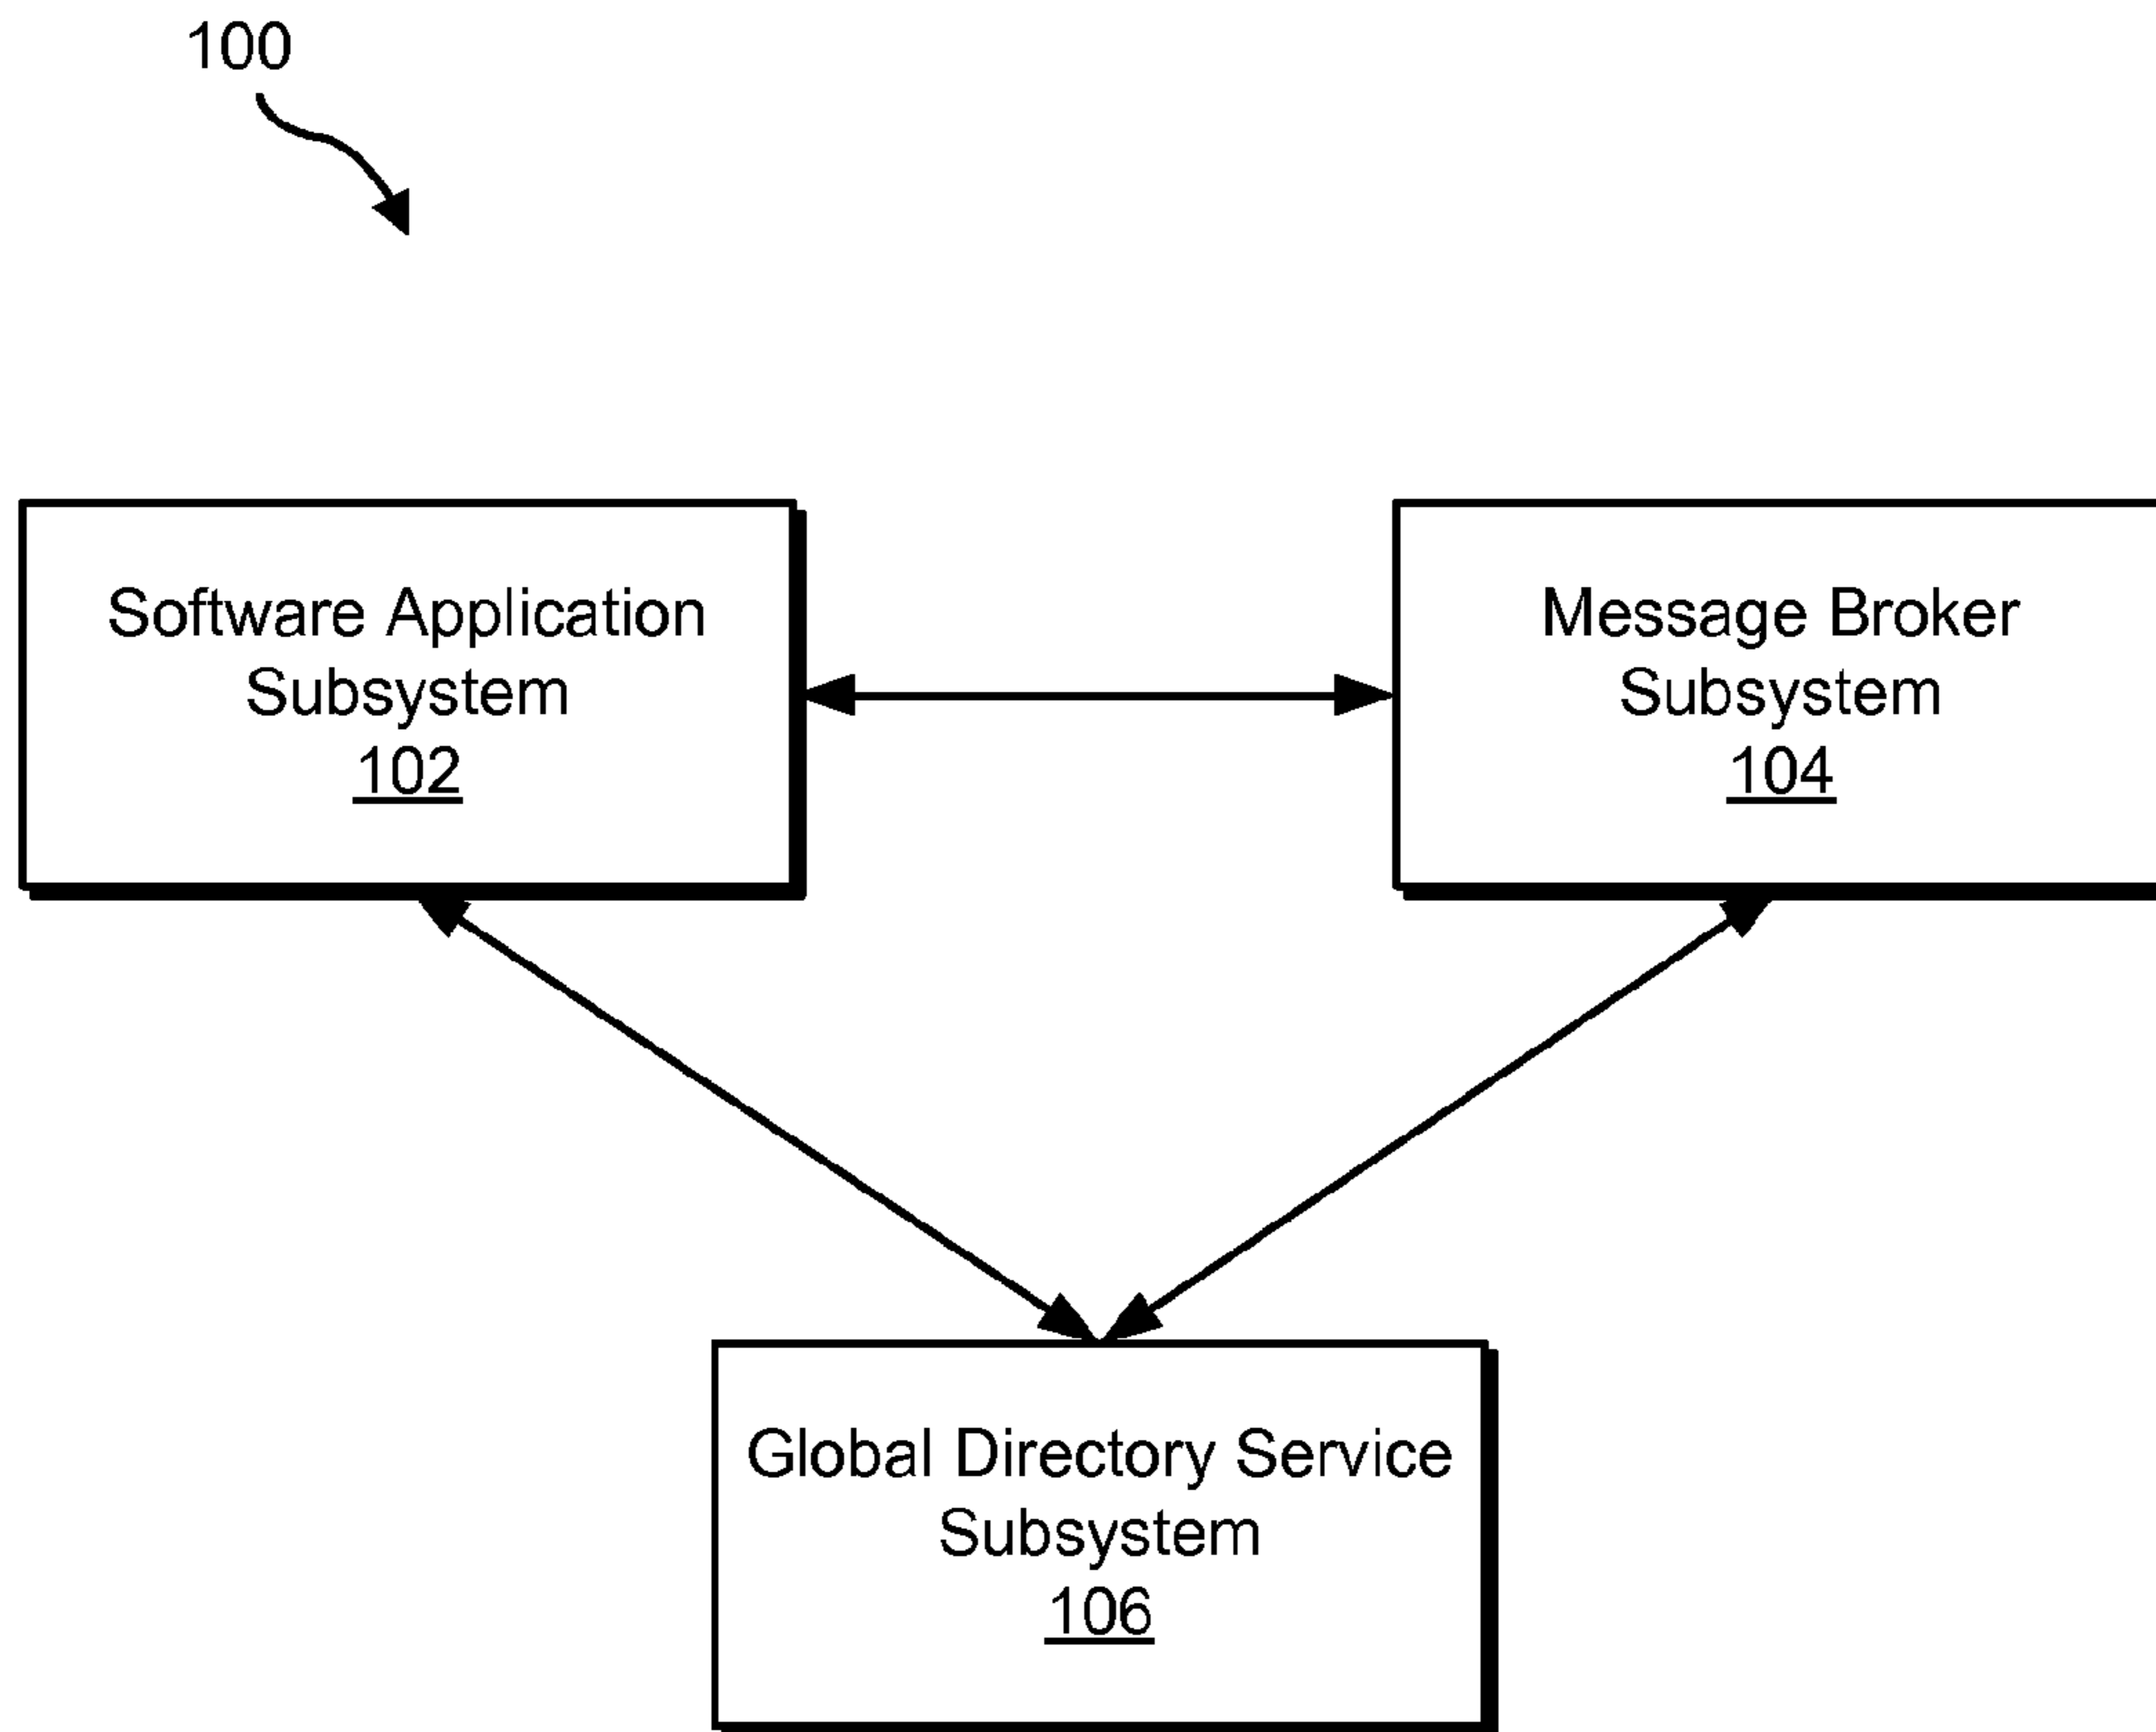 100
Software Application
Subsystem
102
Message Broker
Subsystem
104
Global Directory Service
Subsystem
106